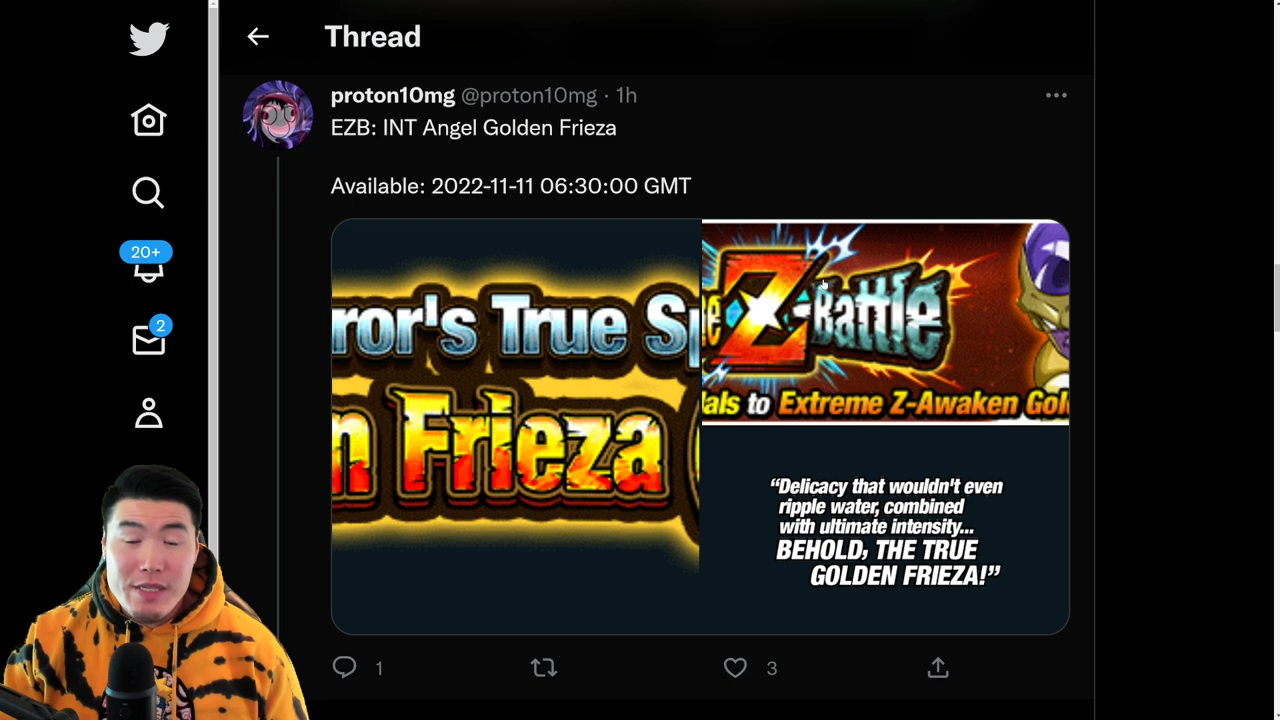 Thread
proton10mg @proton10mg · 1h
EZB: INT Angel Golden Frieza
Available: 2022-11-11 06:30:00 GMT
20+
2
ror's True Sp
n Frieza (
e Z-Battle
als to Extreme Z-Awaken Gol
“Delicacy that wouldn't even
ripple water, combined
with ultimate intensity...
BEHOLD, THE TRUE
GOLDEN FRIEZA!”
1
3